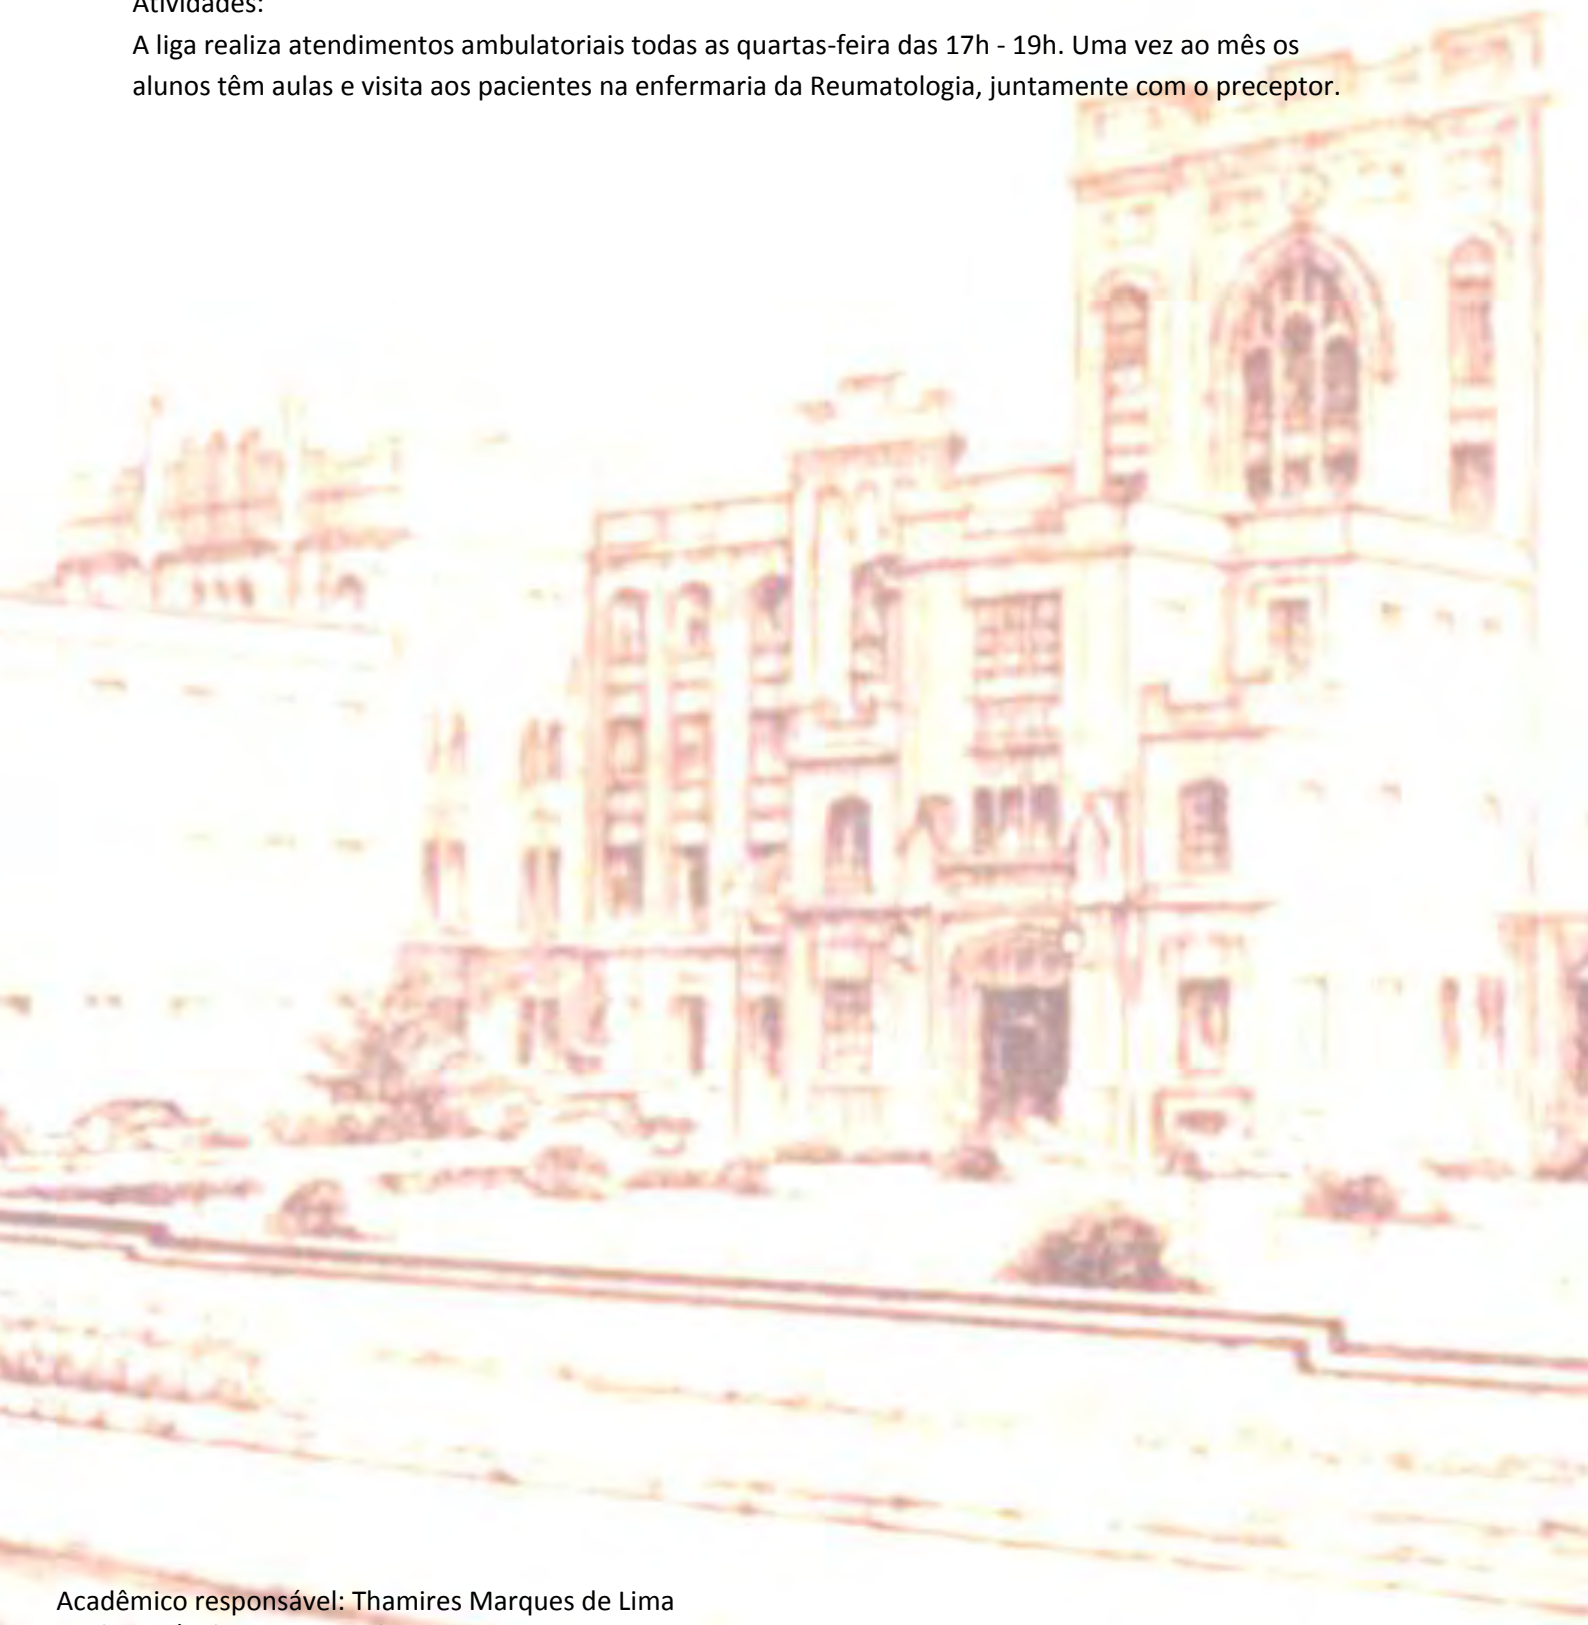 Atividades:
A liga realiza atendimentos ambulatoriais todas as quartas-feira das 17h - 19h. Uma vez ao mês os
alunos têm aulas e visita aos pacientes na enfermaria da Reumatologia, juntamente com o preceptor.
Acadêmico responsável: Thamires Marques de Lima